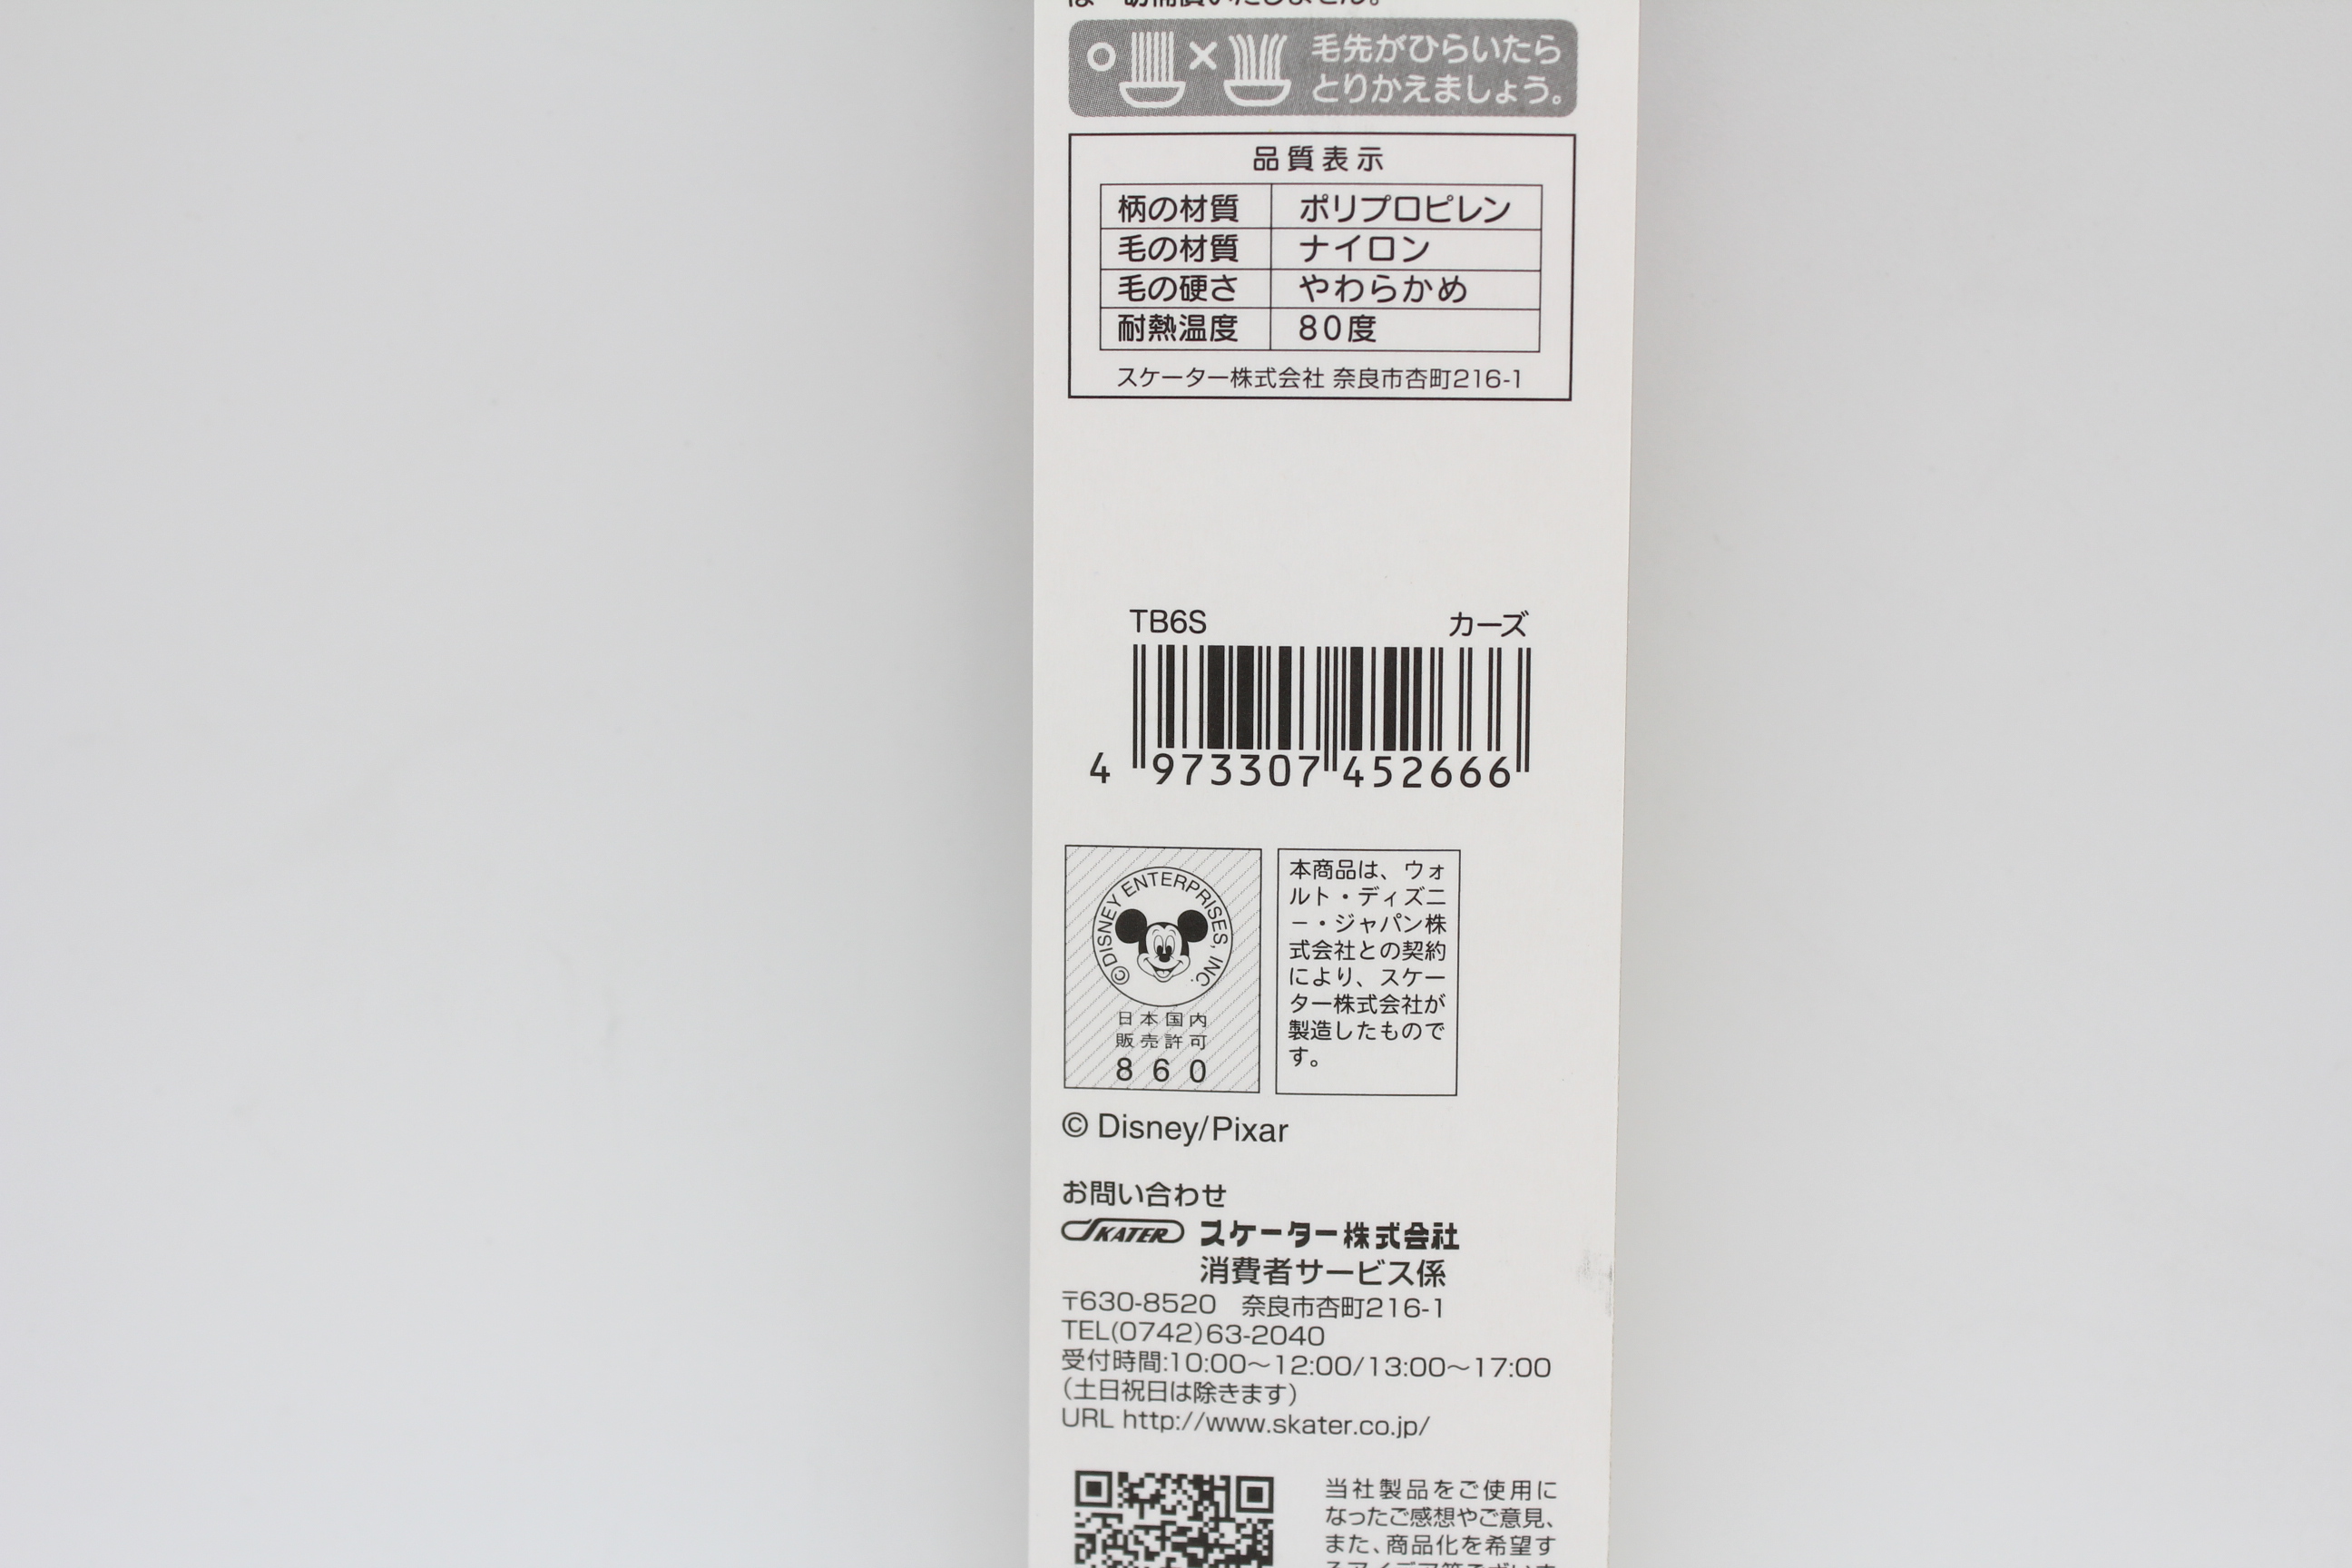 毛先がひらいたら
とりかえましょう。
品質表示
柄の材質 ポリプロピレン
毛の材質 ナイロン
毛の硬さ やわらかめ
耐熱温度 80度
スケーター株式会社 奈良市杏町216-1
TB6S カーズ
4 973307 452666
©DISNEY ENTERPRISES, INC.
日本国内
販売許可
860
本商品は、ウォ
ルト・ディズニ
ー・ジャパン株
式会社との契約
により、スケー
ター株式会社が
製造したもので
す。
© Disney/Pixar
お問い合わせ
SKATER スケーター株式会社
消費者サービス係
〒630-8520 奈良市杏町216-1
TEL(0742)63-2040
受付時間:10:00～12:00/13:00～17:00
(土日祝日は除きます)
URL http://www.skater.co.jp/
当社製品をご使用に
なったご感想やご意見、
また、商品化を希望す